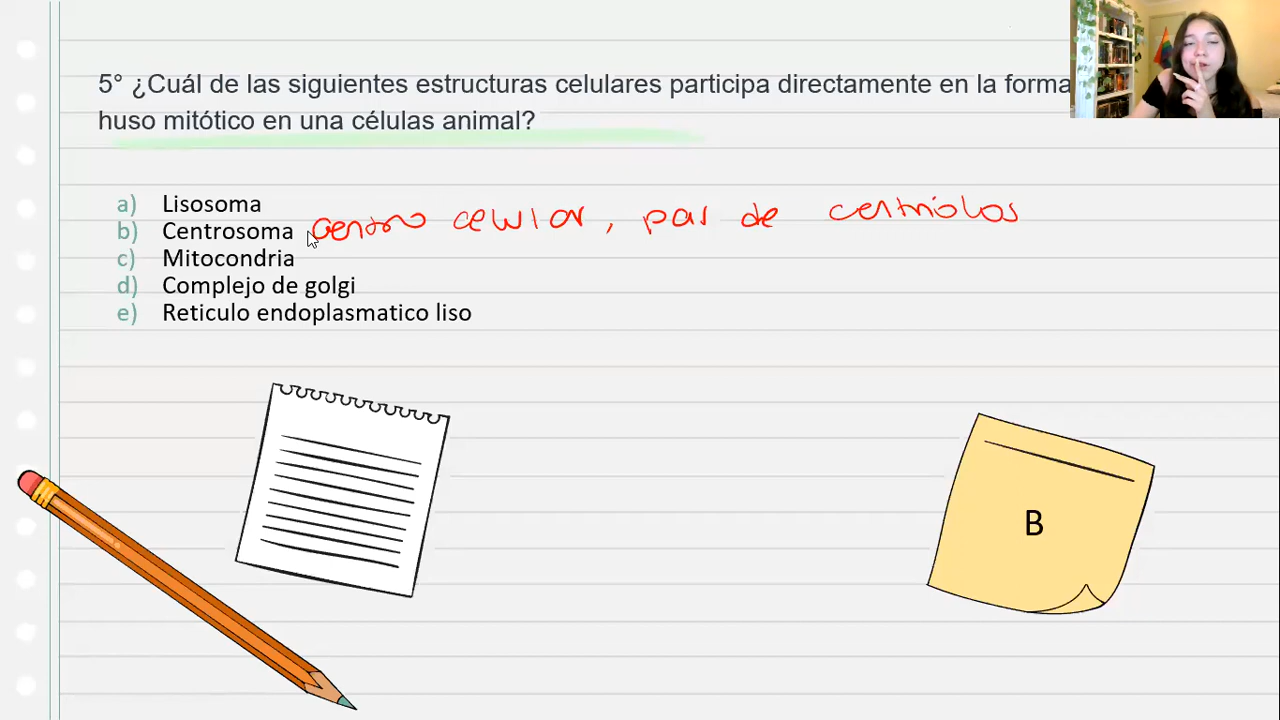 5° ¿Cuál de las siguientes estructuras celulares participa directamente en la forma
huso mitótico en una células animal?
a) Lisosoma
b) Centrosoma centro celular, par de centriolos
c) Mitocondria
d) Complejo de golgi
e) Reticulo endoplasmatico liso
B